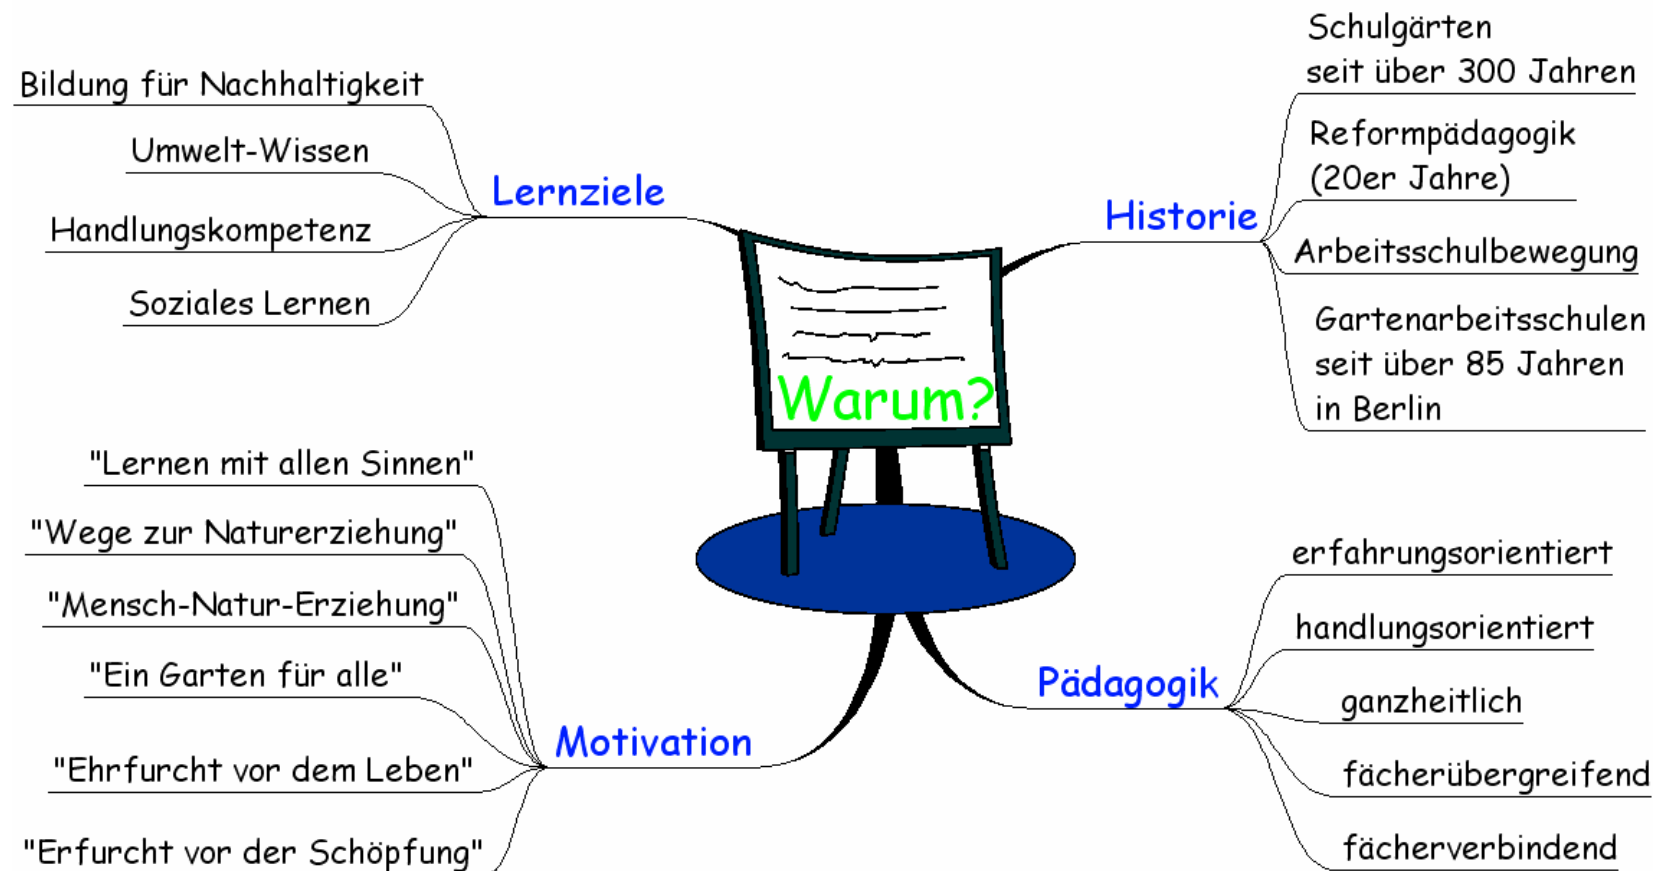 Warum?
Lernziele
Bildung für Nachhaltigkeit
Umwelt-Wissen
Handlungskompetenz
Soziales Lernen
Historie
Schulgärten
seit über 300 Jahren
Reformpädagogik
(20er Jahre)
Arbeitsschulbewegung
Gartenarbeitsschulen
seit über 85 Jahren
in Berlin
Motivation
"Lernen mit allen Sinnen"
"Wege zur Naturerziehung"
"Mensch-Natur-Erziehung"
"Ein Garten für alle"
"Ehrfurcht vor dem Leben"
"Erfurcht vor der Schöpfung"
Pädagogik
erfahrungsorientiert
handlungsorientiert
ganzheitlich
fächerübergreifend
fächerverbindend